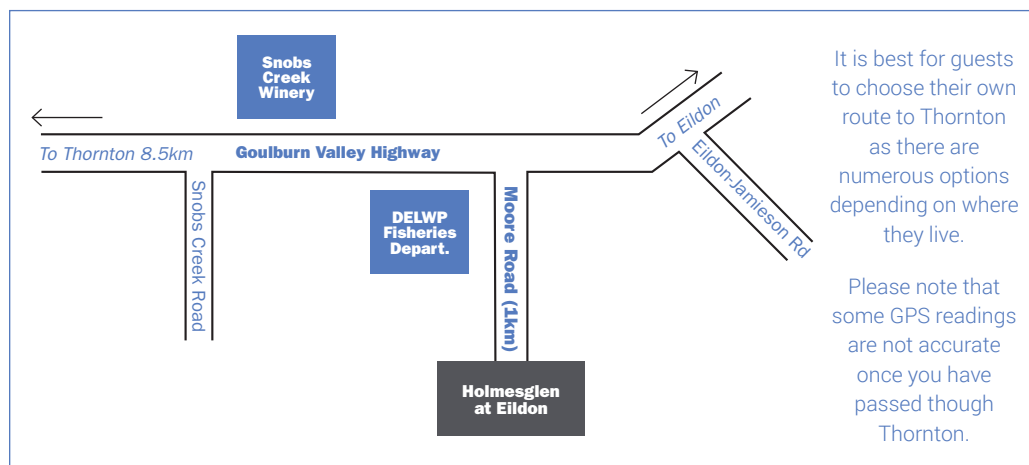 Snobs
Creek
Winery
To Thornton 8.5km
Goulburn Valley Highway
To Eildon
Eildon-Jamieson Rd
Snobs Creek Road
DELWP
Fisheries
Depart.
Moore Road (1km)
Holmesglen
at Eildon
It is best for guests
to choose their own
route to Thornton
as there are
numerous options
depending on where
they live.
Please note that
some GPS readings
are not accurate
once you have
passed though
Thornton.